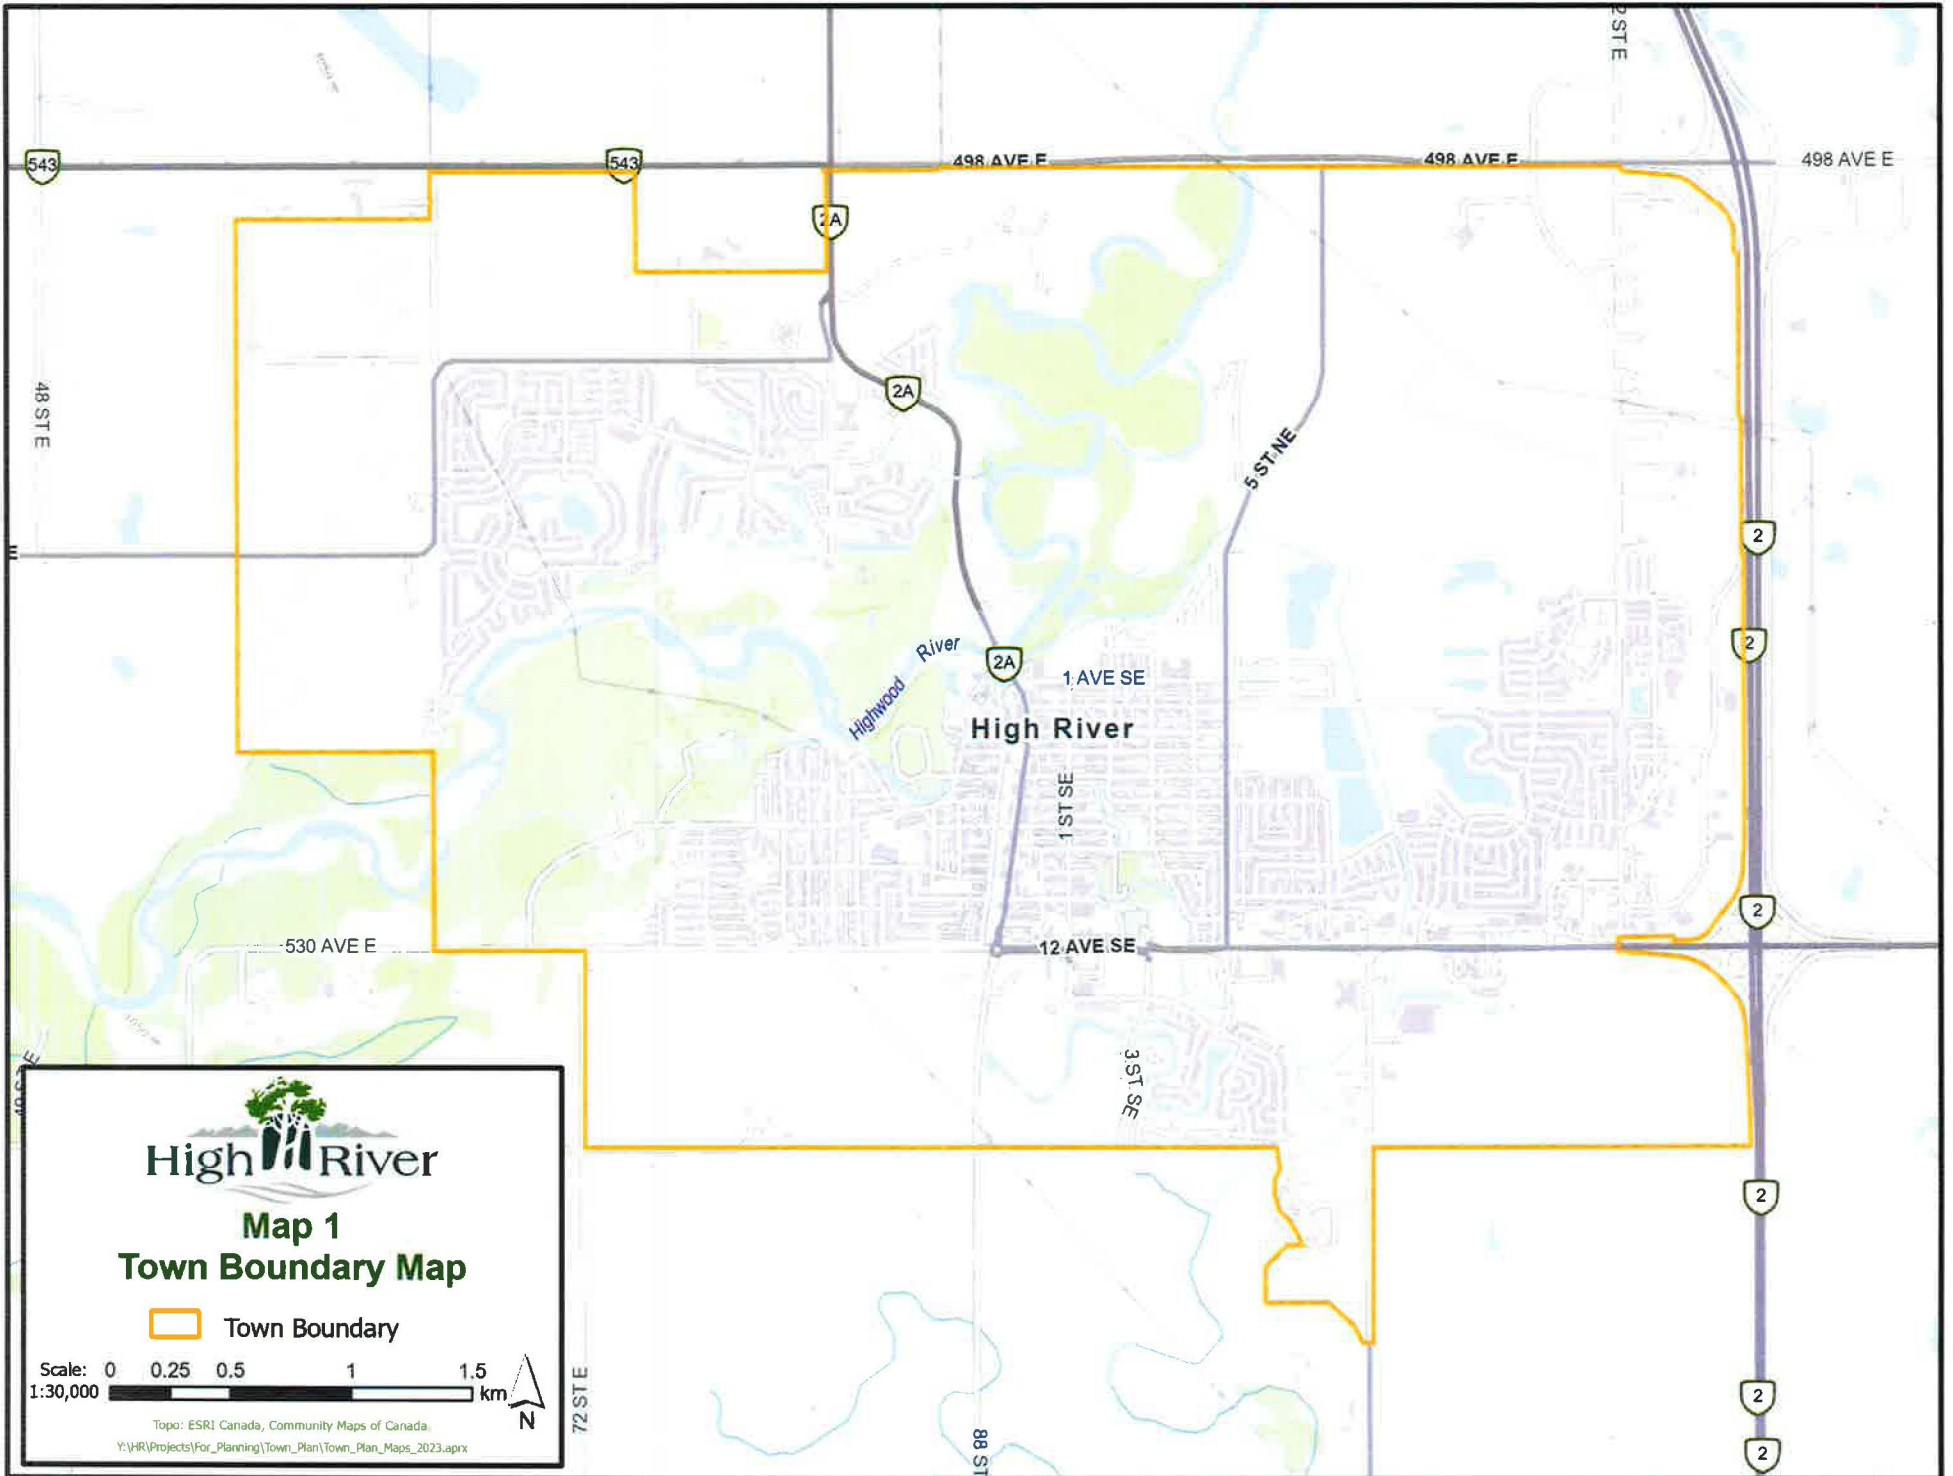 2 ST E
543
543
498 AVE E
498 AVE E
498 AVE E
2A
48 ST E
2A
5 ST NE
E
2
2
Highwood River
2A
1 AVE SE
High River
1 ST SE
2
530 AVE E
12 AVE SE
3 ST SE
2
High River
Map 1
Town Boundary Map
Town Boundary
Scale: 0 0.25 0.5 1 1.5
1:30,000 km
N
Topo: ESRI Canada, Community Maps of Canada
Y:\HR\Projects\For_Planning\Town_Plan\Town_Plan_Maps_2023.aprx
72 ST E
88 ST
2
2